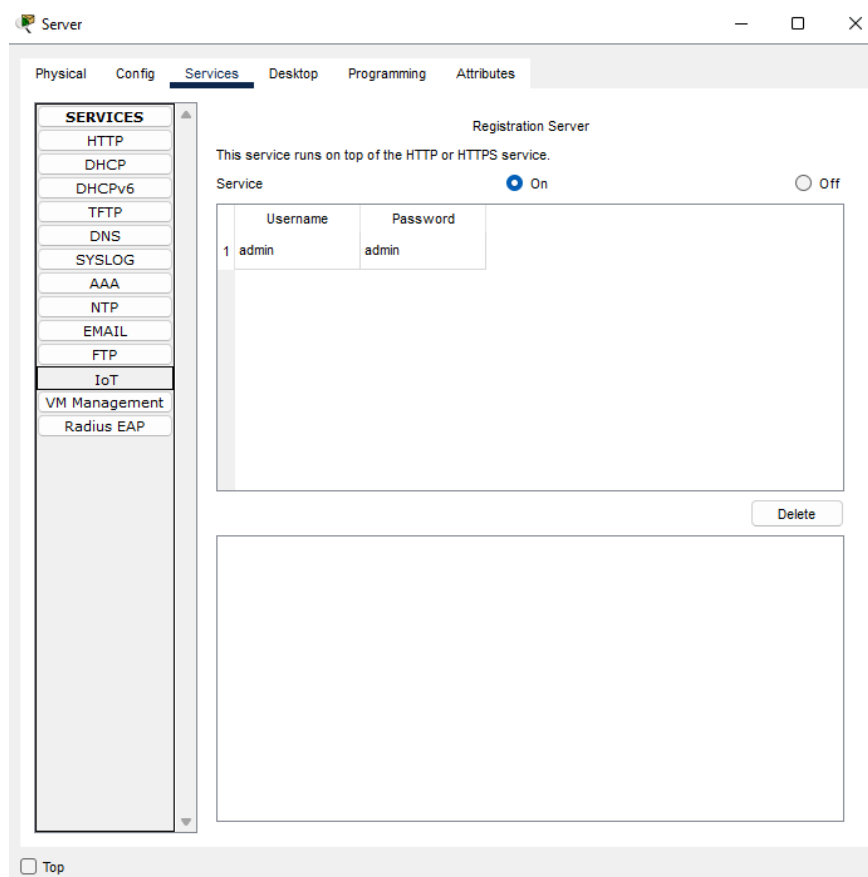 Server
Physical Config Services Desktop Programming Attributes
SERVICES
HTTP
DHCP
DHCPv6
TFTP
DNS
SYSLOG
AAA
NTP
EMAIL
FTP
IoT
VM Management
Radius EAP
Registration Server
This service runs on top of the HTTP or HTTPS service.
Service On Off
Username Password
1 admin admin
Delete
Top